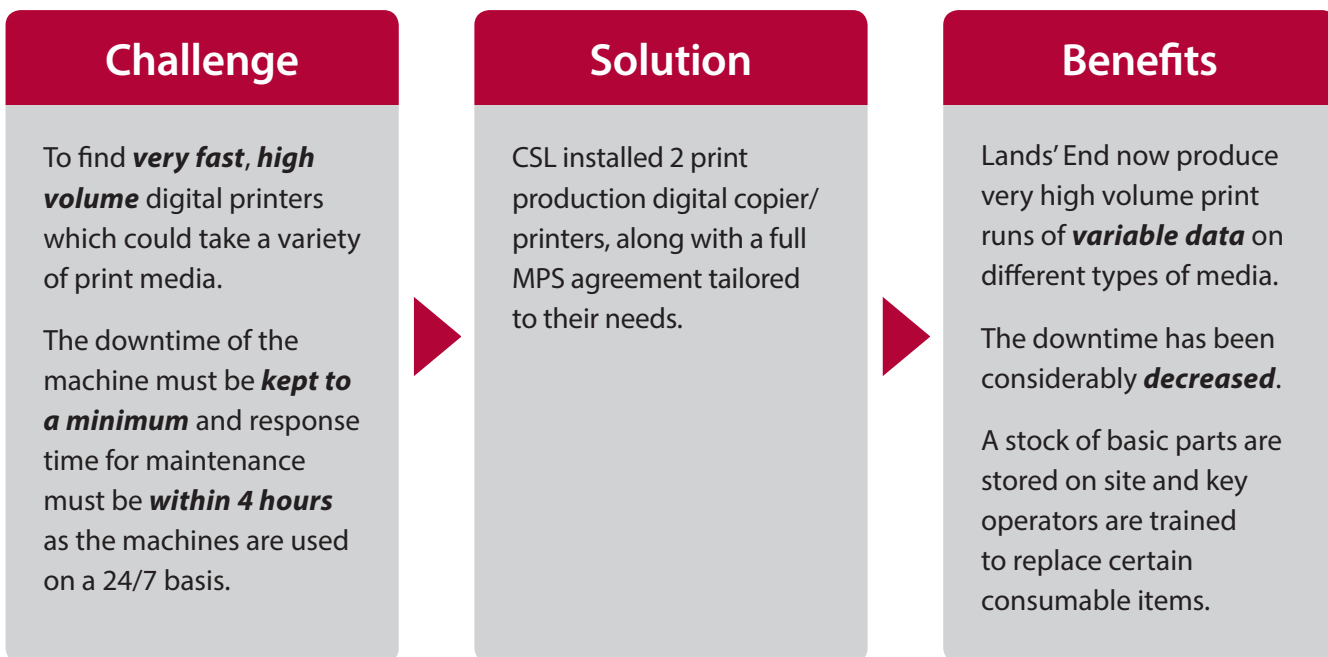 Challenge
To find very fast, high
volume digital printers
which could take a variety
of print media.
The downtime of the
machine must be kept to
a minimum and response
time for maintenance
must be within 4 hours
as the machines are used
on a 24/7 basis.
Solution
CSL installed 2 print
production digital copier/
printers, along with a full
MPS agreement tailored
to their needs.
Benefits
Lands' End now produce
very high volume print
runs of variable data on
different types of media.
The downtime has been
considerably decreased.
A stock of basic parts are
stored on site and key
operators are trained
to replace certain
consumable items.